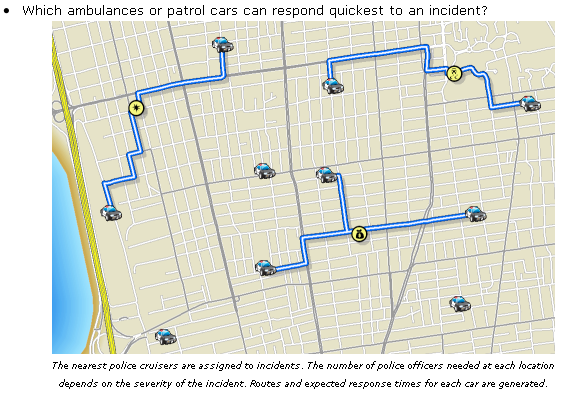 • Which ambulances or patrol cars can respond quickest to an incident?
The nearest police cruisers are assigned to incidents. The number of police officers needed at each location
depends on the severity of the incident. Routes and expected response times for each car are generated.